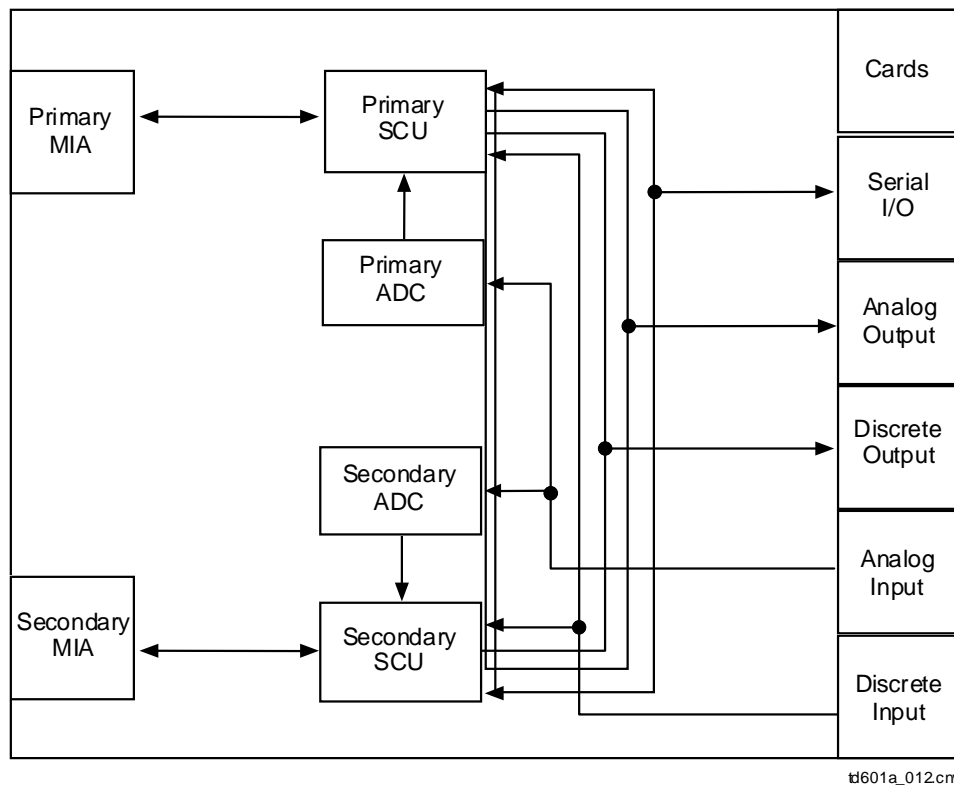 Cards
Primary
MIA
Primary
SCU
Serial
I/O
Primary
ADC
Analog
Output
Discrete
Output
Secondary
ADC
Analog
Input
Secondary
MIA
Secondary
SCU
Discrete
Input
td601a_012.cn